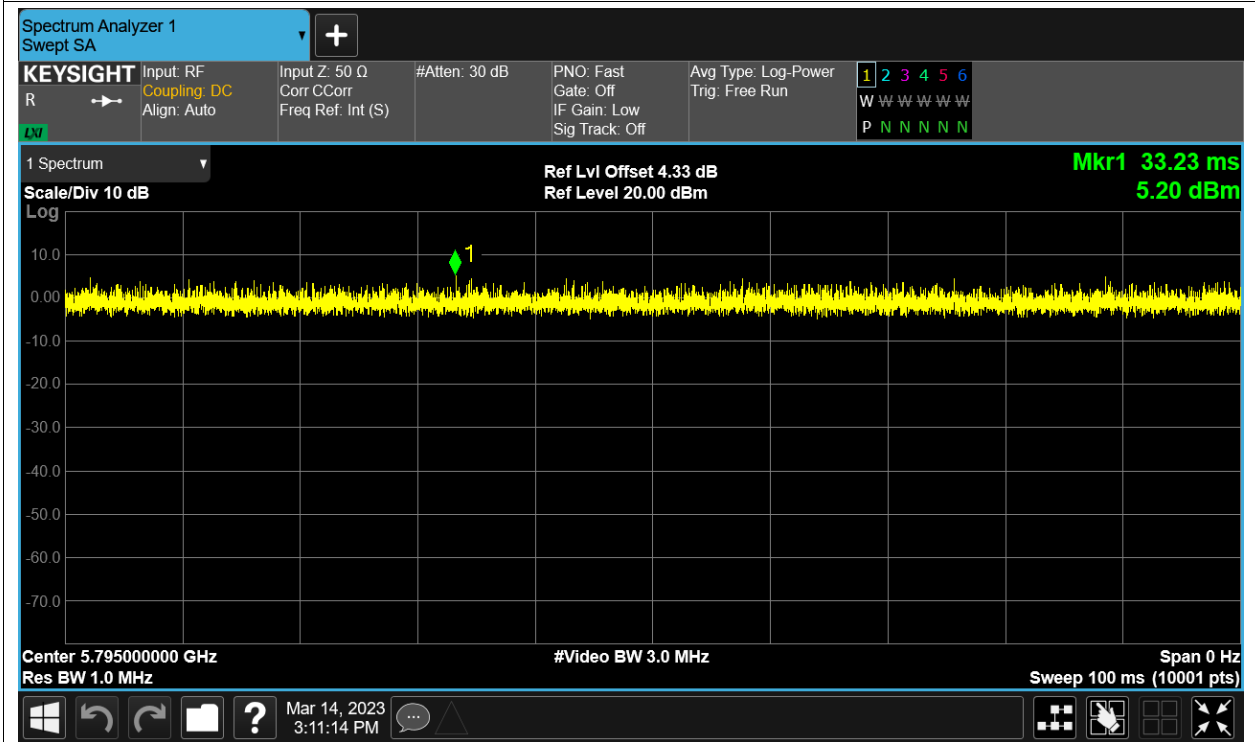 Spectrum Analyzer 1
Swept SA
+
KEYSIGHT
R
LXI
Input: RF
Coupling: DC
Align: Auto
Input Z: 50 Ω
Corr CCorr
Freq Ref: Int (S)
#Atten: 30 dB
PNO: Fast
Gate: Off
IF Gain: Low
Sig Track: Off
Avg Type: Log-Power
Trig: Free Run
1 2 3 4 5 6
W W W W W W
P N N N N N
1 Spectrum
Scale/Div 10 dB
Log
Ref Lvl Offset 4.33 dB
Ref Level 20.00 dBm
Mkr1 33.23 ms
5.20 dBm
1
10.0
0.00
-10.0
-20.0
-30.0
-40.0
-50.0
-60.0
-70.0
Center 5.795000000 GHz
Res BW 1.0 MHz
#Video BW 3.0 MHz
Span 0 Hz
Sweep 100 ms (10001 pts)
?
Mar 14, 2023
3:11:14 PM